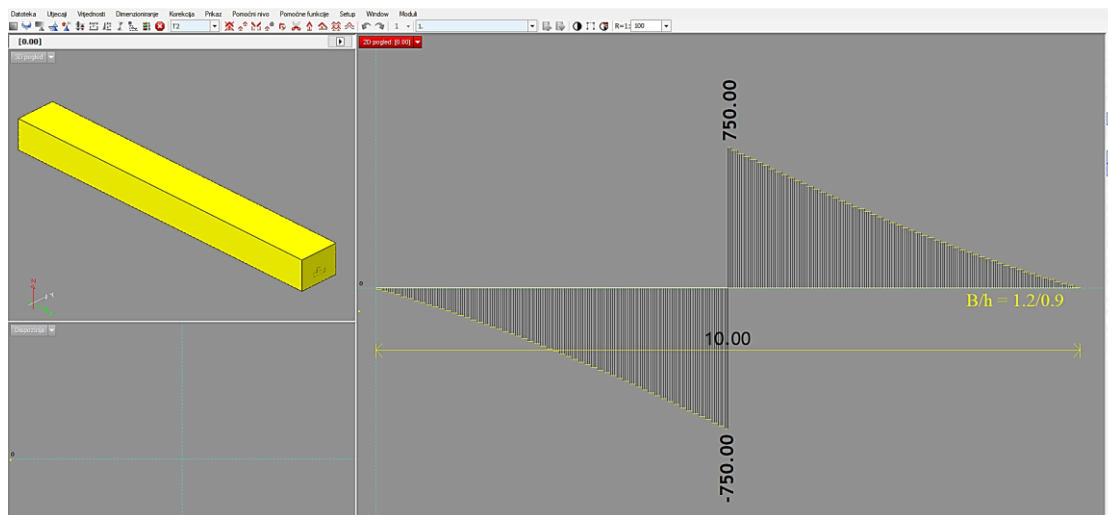 Datoteka Utjecaji Vrijednosti Dimenzioniranje Korekcija Prikaz Pomoćni nivo Pomoćne funkcije Setup Window Moduli
T2 1 1. R=1: 100
[0.00]
3D pogled
2D pogled: [0.00]
750.00
0
B/h = 1.2/0.9
10.00
-750.00
Dispozicija
0